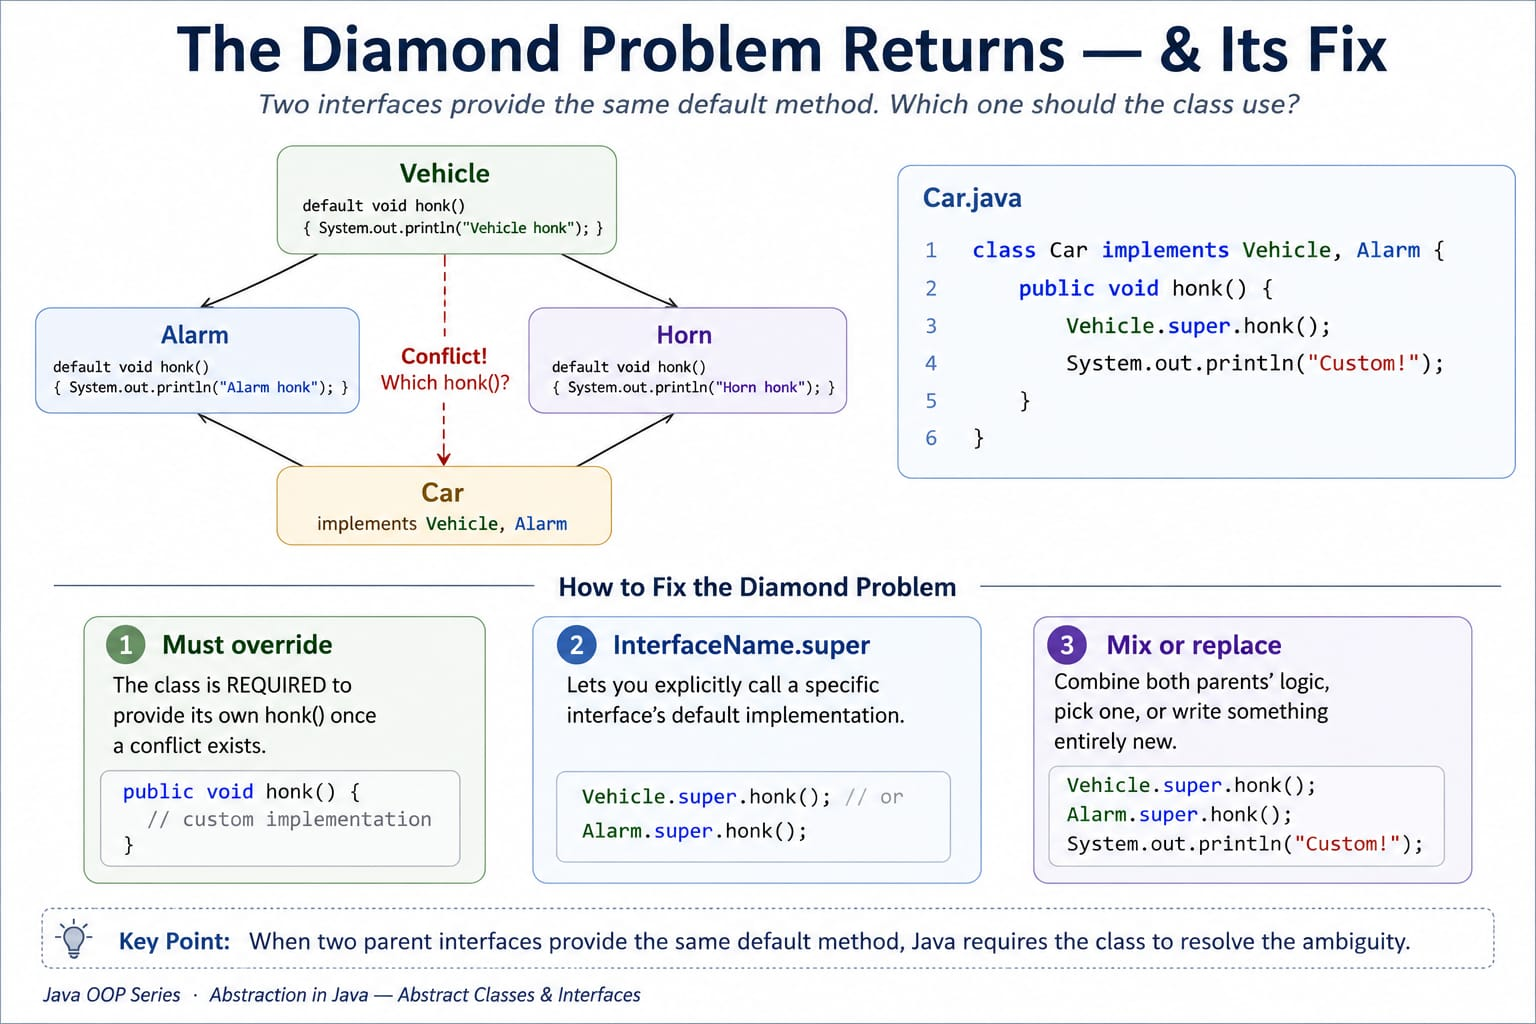 The Diamond Problem Returns — & Its Fix
Two interfaces provide the same default method. Which one should the class use?
Vehicle
default void honk()
{ System.out.println("Vehicle honk"); }
Alarm
default void honk()
{ System.out.println("Alarm honk"); }
Conflict!
Which honk()?
Horn
default void honk()
{ System.out.println("Horn honk"); }
Car
implements Vehicle, Alarm
Car.java
1 class Car implements Vehicle, Alarm {
2 public void honk() {
3 Vehicle.super.honk();
4 System.out.println("Custom!");
5 }
6 }
How to Fix the Diamond Problem
1 Must override
The class is REQUIRED to
provide its own honk() once
a conflict exists.
public void honk() {
// custom implementation
}
2 InterfaceName.super
Lets you explicitly call a specific
interface's default implementation.
Vehicle.super.honk(); // or
Alarm.super.honk();
3 Mix or replace
Combine both parents' logic,
pick one, or write something
entirely new.
Vehicle.super.honk();
Alarm.super.honk();
System.out.println("Custom!");
Key Point: When two parent interfaces provide the same default method, Java requires the class to resolve the ambiguity.
Java OOP Series · Abstraction in Java — Abstract Classes & Interfaces